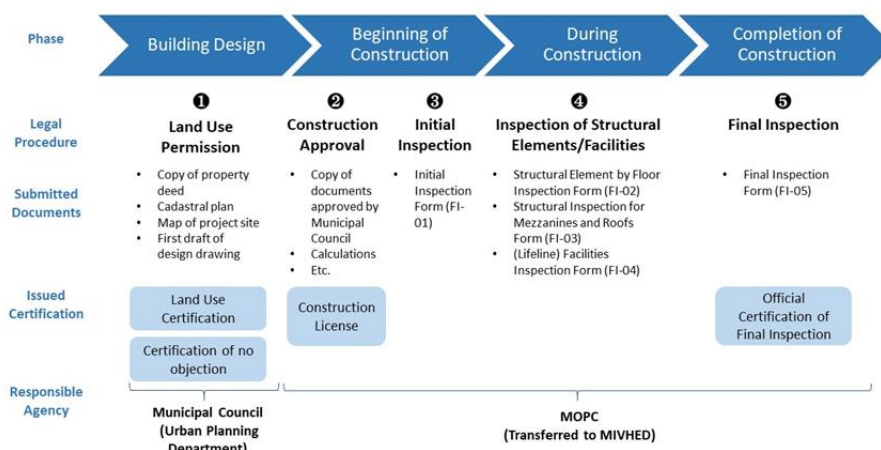 Phase
Building Design
Beginning of
Construction
During
Construction
Completion of
Construction
Legal
Procedure
❶
Land Use
Permission
❷
Construction
Approval
❸
Initial
Inspection
❹
Inspection of Structural
Elements/Facilities
❺
Final Inspection
Submitted
Documents
• Copy of property
deed
• Cadastral plan
• Map of project site
• First draft of
design drawing
• Copy of
documents
approved by
Municipal
Council
• Calculations
• Etc.
• Initial
Inspection
Form (FI-
01)
• Structural Element by Floor
Inspection Form (FI-02)
• Structural Inspection for
Mezzanines and Roofs
Form (FI-03)
• (Lifeline) Facilities
Inspection Form (FI-04)
• Final Inspection
Form (FI-05)
Issued
Certification
Land Use
Certification
Certification of no
objection
Construction
License
Official
Certification of
Final Inspection
Responsible
Agency
Municipal Council
(Urban Planning
Department)
MOPC
(Transferred to MIVHED)